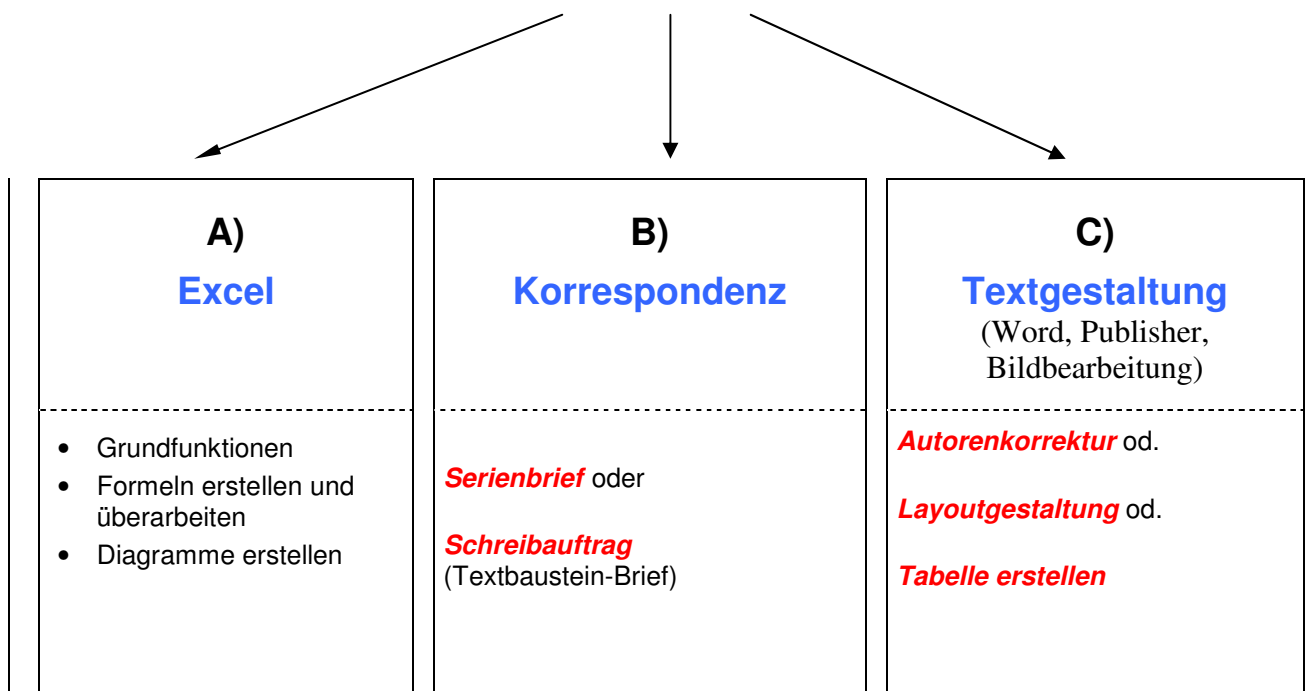 A)
Excel
• Grundfunktionen
• Formeln erstellen und
überarbeiten
• Diagramme erstellen
B)
Korrespondenz
Serienbrief oder
Schreibauftrag
(Textbaustein-Brief)
C)
Textgestaltung
(Word, Publisher,
Bildbearbeitung)
Autorenkorrektur od.
Layoutgestaltung od.
Tabelle erstellen